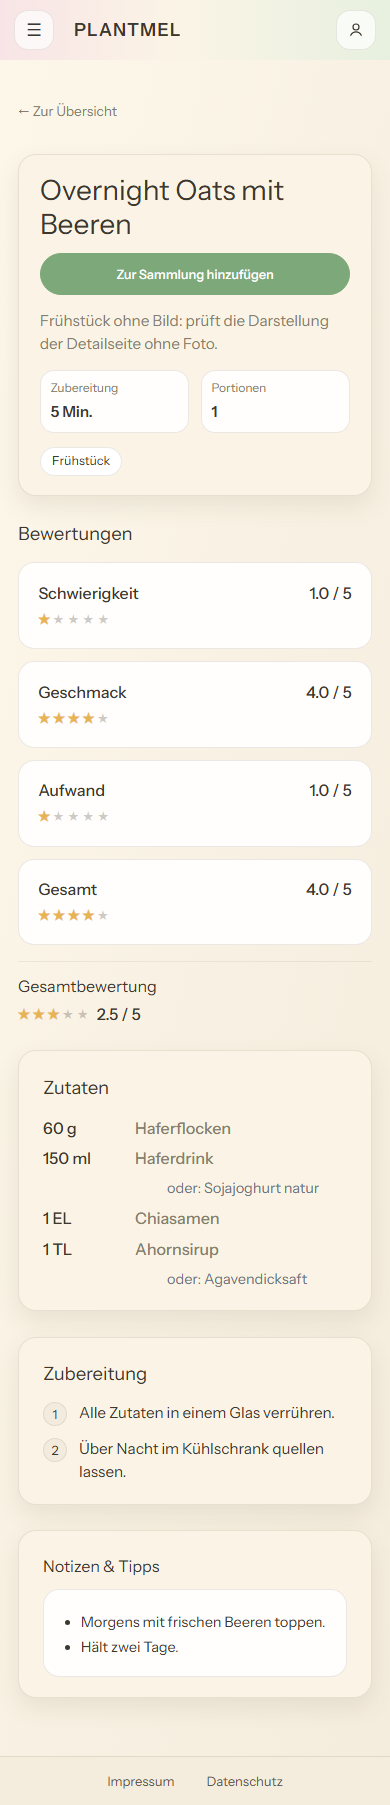 ☰ PLANTMEL
← Zur Übersicht
Overnight Oats mit
Beeren
Zur Sammlung hinzufügen
Frühstück ohne Bild: prüft die Darstellung
der Detailseite ohne Foto.
Zubereitung
5 Min.
Portionen
1
Frühstück
Bewertungen
Schwierigkeit 1.0 / 5
★★★★★
Geschmack 4.0 / 5
★★★★★
Aufwand 1.0 / 5
★★★★★
Gesamt 4.0 / 5
★★★★★
Gesamtbewertung
★★★★★ 2.5 / 5
Zutaten
60 g Haferflocken
150 ml Haferdrink
oder: Sojajoghurt natur
1 EL Chiasamen
1 TL Ahornsirup
oder: Agavendicksaft
Zubereitung
1 Alle Zutaten in einem Glas verrühren.
2 Über Nacht im Kühlschrank quellen
lassen.
Notizen & Tipps
• Morgens mit frischen Beeren toppen.
• Hält zwei Tage.
Impressum Datenschutz